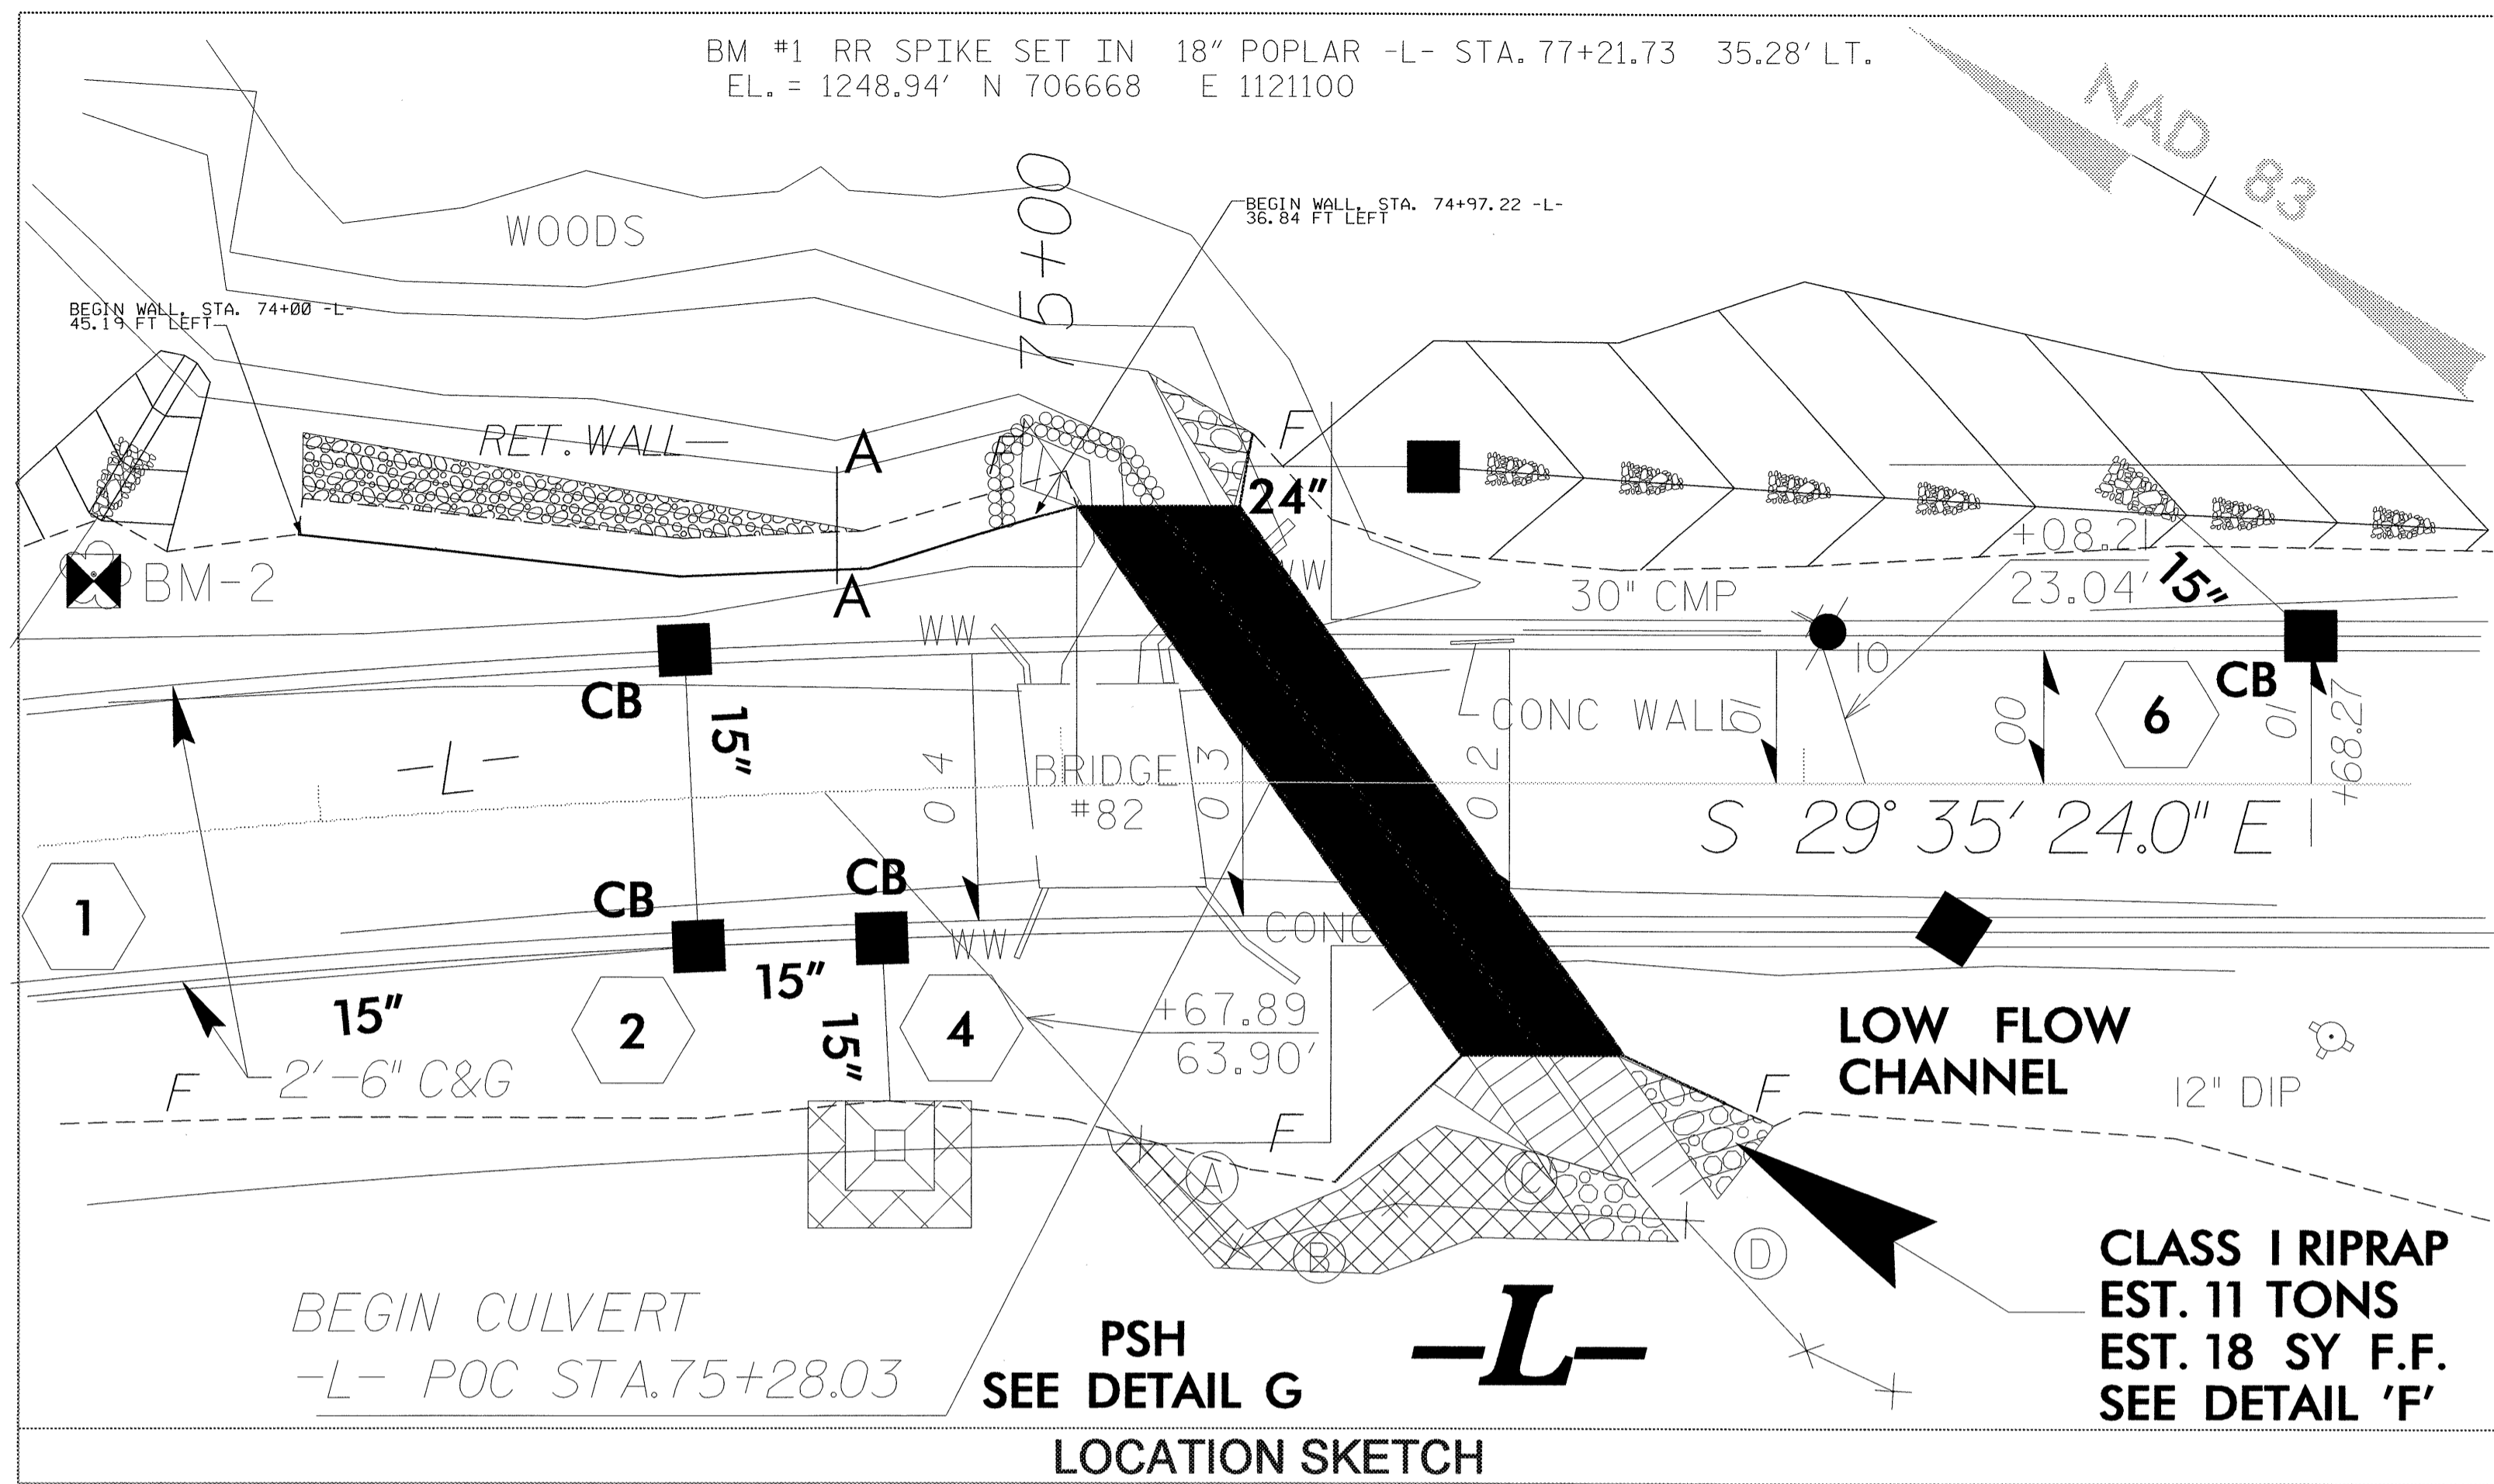 BM #1 RR SPIKE SET IN 18" POPLAR -L- STA. 77+21.73 35.28' LT.
EL. = 1248.94' N 706668 E 1121100
NAD 83
WOODS
75+00
BEGIN WALL, STA. 74+97.22 -L-
36.84 FT LEFT
BEGIN WALL, STA. 74+00 -L-
45.19 FT LEFT
RET. WALL
A
F
F
24"
BM-2
A
WW
WW
30" CMP
+08.21
23.04'
15"
10
CB
15"
CB
CONC WALL
10
00
6
10
+68.27
-L-
04
BRIDGE
#82
03
02
S 29° 35' 24.0" E
1
CB
CB
WW
CONC
15"
15"
2
15"
4
+67.89
63.90'
LOW FLOW
CHANNEL
F
2'-6" C&G
F
12" DIP
F
A
B
C
D
CLASS I RIPRAP
EST. 11 TONS
EST. 18 SY F.F.
SEE DETAIL 'F'
BEGIN CULVERT
-L- POC STA.75+28.03
PSH
SEE DETAIL G
-L-
LOCATION SKETCH